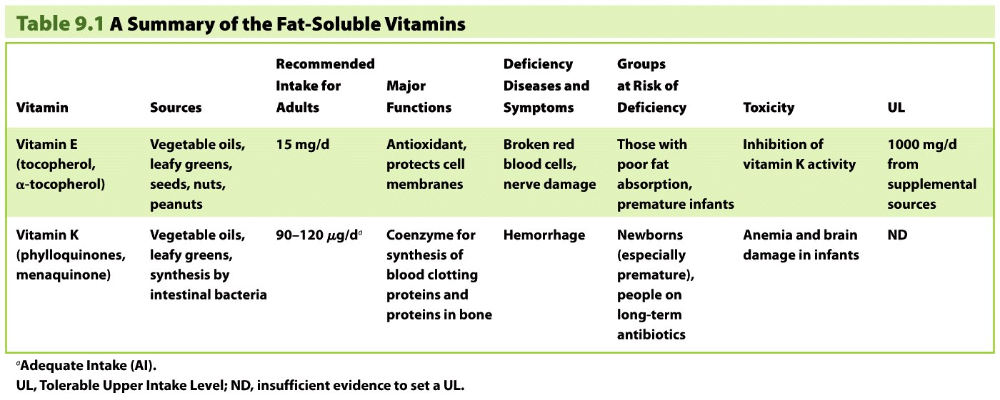 Table 9.1 A Summary of the Fat-Soluble Vitamins
Vitamin
Sources
Recommended
Intake for
Adults
Major
Functions
Deficiency
Diseases and
Symptoms
Groups
at Risk of
Deficiency
Toxicity
UL
Vitamin E
(tocopherol,
α-tocopherol)
Vegetable oils,
leafy greens,
seeds, nuts,
peanuts
15 mg/d
Antioxidant,
protects cell
membranes
Broken red
blood cells,
nerve damage
Those with
poor fat
absorption,
premature infants
Inhibition of
vitamin K activity
1000 mg/d
from
supplemental
sources
Vitamin K
(phylloquinones,
menaquinone)
Vegetable oils,
leafy greens,
synthesis by
intestinal bacteria
90–120 μg/dᵃ
Coenzyme for
synthesis of
blood clotting
proteins and
proteins in bone
Hemorrhage
Newborns
(especially
premature),
people on
long-term
antibiotics
Anemia and brain
damage in infants
ND
ᵃAdequate Intake (AI).
UL, Tolerable Upper Intake Level; ND, insufficient evidence to set a UL.